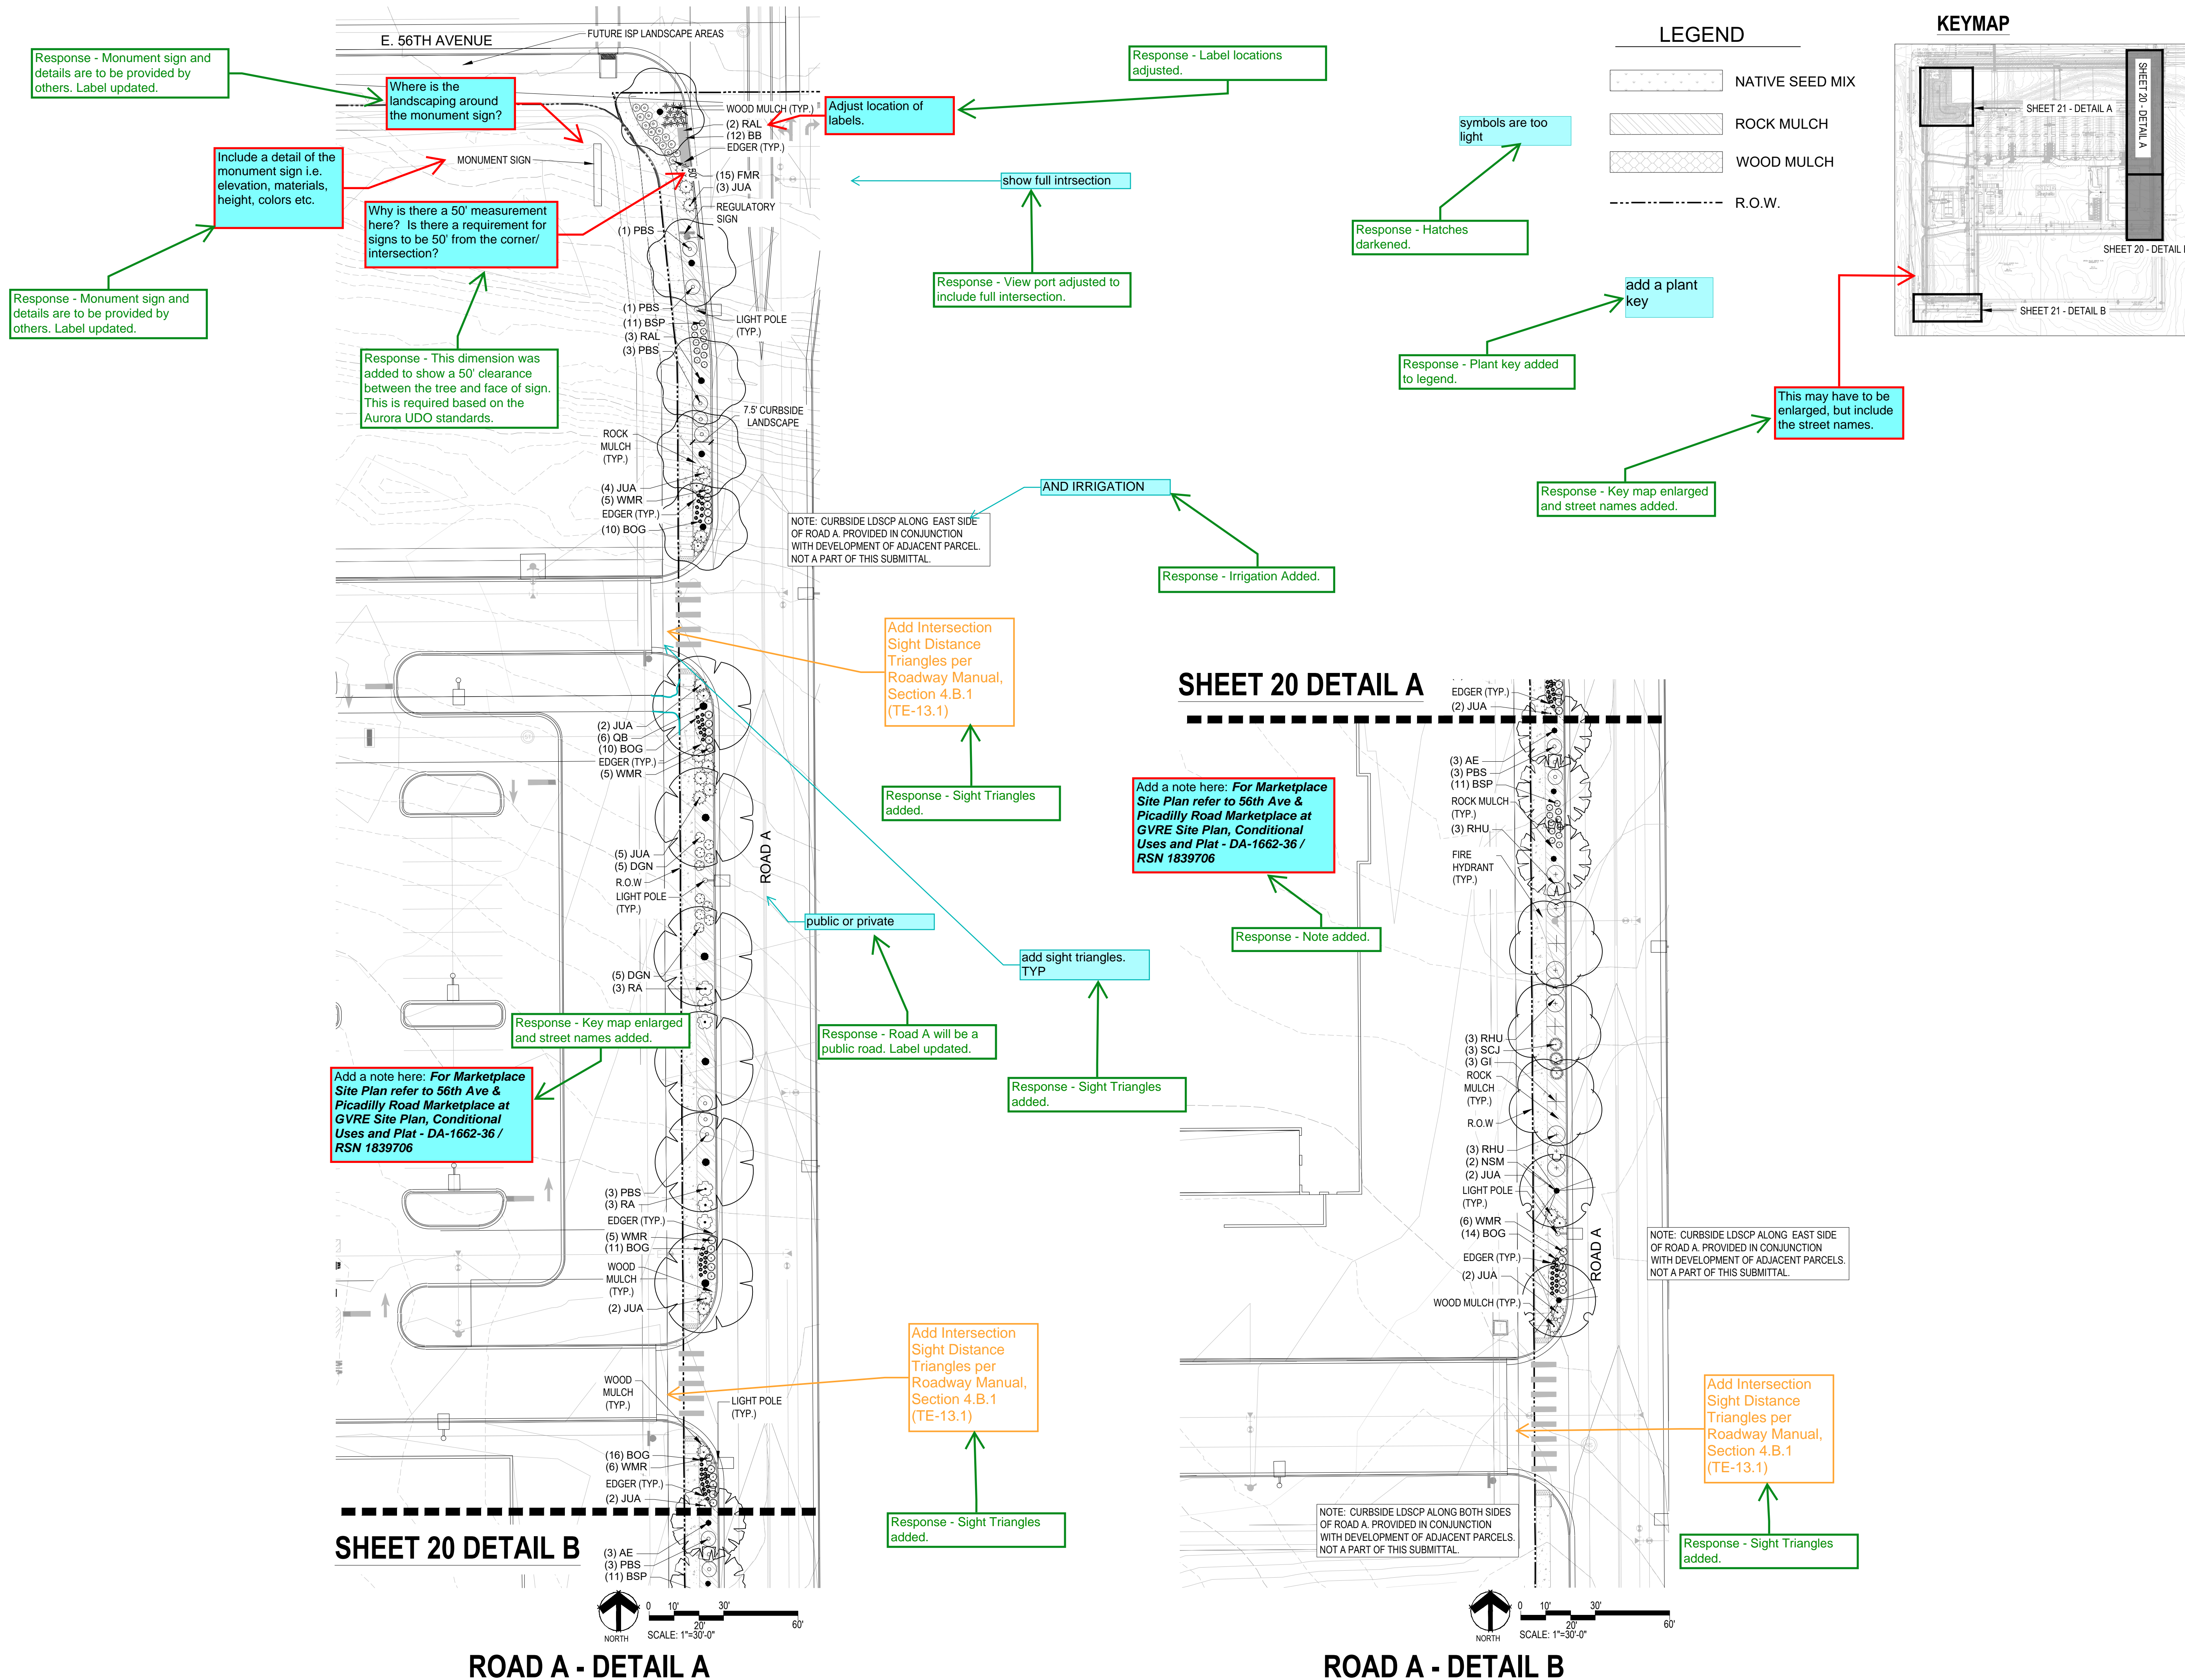 E. 56TH AVENUE
FUTURE ISP LANDSCAPE AREAS
Response - Monument sign and
details are to be provided by
others. Label updated.
Where is the
landscaping around
the monument sign?
Include a detail of the
monument sign i.e.
elevation, materials,
height, colors etc.
MONUMENT SIGN
Why is there a 50' measurement
here? Is there a requirement for
signs to be 50' from the corner/
intersection?
Response - Monument sign and
details are to be provided by
others. Label updated.
Response - This dimension was
added to show a 50' clearance
between the tree and face of sign.
This is required based on the
Aurora UDO standards.
WOOD MULCH (TYP.)
(2) RAL
(12) BB
EDGER (TYP.)
50'
(15) FMR
(3) JUA
REGULATORY
SIGN
(1) PBS
(1) PBS
(11) BSP
(3) RAL
(3) PBS
LIGHT POLE
(TYP.)
7.5' CURBSIDE
LANDSCAPE
ROCK
MULCH
(TYP.)
(4) JUA
(5) WMR
EDGER (TYP.)
(10) BOG
Adjust location of
labels.
Response - Label locations
adjusted.
show full intrsection
Response - View port adjusted to
include full intersection.
AND IRRIGATION
NOTE: CURBSIDE LDSCP ALONG EAST SIDE
OF ROAD A. PROVIDED IN CONJUNCTION
WITH DEVELOPMENT OF ADJACENT PARCEL.
NOT A PART OF THIS SUBMITTAL.
Response - Irrigation Added.
Add Intersection
Sight Distance
Triangles per
Roadway Manual,
Section 4.B.1
(TE-13.1)
Response - Sight Triangles
added.
(2) JUA
(6) QB
(10) BOG
EDGER (TYP.)
(5) WMR
(5) JUA
(5) DGN
R.O.W
LIGHT POLE
(TYP.)
ROAD A
public or private
Response - Road A will be a
public road. Label updated.
add sight triangles.
TYP
Response - Sight Triangles
added.
(5) DGN
(3) RA
Response - Key map enlarged
and street names added.
Add a note here: For Marketplace
Site Plan refer to 56th Ave &
Picadilly Road Marketplace at
GVRE Site Plan, Conditional
Uses and Plat - DA-1662-36 /
RSN 1839706
(3) PBS
(3) RA
EDGER (TYP.)
(5) WMR
(11) BOG
WOOD
MULCH
(TYP.)
(2) JUA
WOOD
MULCH
(TYP.)
LIGHT POLE
(TYP.)
Add Intersection
Sight Distance
Triangles per
Roadway Manual,
Section 4.B.1
(TE-13.1)
Response - Sight Triangles
added.
(16) BOG
(6) WMR
EDGER (TYP.)
(2) JUA
SHEET 20 DETAIL B
(3) AE
(3) PBS
(11) BSP
NORTH
0 10' 30'
20' 60'
SCALE: 1"=30'-0"
ROAD A - DETAIL A
LEGEND
NATIVE SEED MIX
ROCK MULCH
WOOD MULCH
R.O.W.
symbols are too
light
Response - Hatches
darkened.
add a plant
key
Response - Plant key added
to legend.
KEYMAP
SHEET 21 - DETAIL A
SHEET 20 - DETAIL A
SHEET 20 - DETAIL
SHEET 21 - DETAIL B
This may have to be
enlarged, but include
the street names.
Response - Key map enlarged
and street names added.
SHEET 20 DETAIL A
EDGER (TYP.)
(2) JUA
Add a note here: For Marketplace
Site Plan refer to 56th Ave &
Picadilly Road Marketplace at
GVRE Site Plan, Conditional
Uses and Plat - DA-1662-36 /
RSN 1839706
Response - Note added.
(3) AE
(3) PBS
(11) BSP
ROCK MULCH
(TYP.)
(3) RHU
FIRE
HYDRANT
(TYP.)
(3) RHU
(3) SCJ
(3) GI
ROCK
MULCH
(TYP.)
R.O.W
(3) RHU
(2) NSM
(2) JUA
LIGHT POLE
(TYP.)
(6) WMR
(14) BOG
EDGER (TYP.)
(2) JUA
WOOD MULCH (TYP.)
ROAD A
NOTE: CURBSIDE LDSCP ALONG EAST SIDE
OF ROAD A. PROVIDED IN CONJUNCTION
WITH DEVELOPMENT OF ADJACENT PARCELS.
NOT A PART OF THIS SUBMITTAL.
Add Intersection
Sight Distance
Triangles per
Roadway Manual,
Section 4.B.1
(TE-13.1)
Response - Sight Triangles
added.
NOTE: CURBSIDE LDSCP ALONG BOTH SIDES
OF ROAD A. PROVIDED IN CONJUNCTION
WITH DEVELOPMENT OF ADJACENT PARCELS.
NOT A PART OF THIS SUBMITTAL.
NORTH
0 10' 30'
20' 60'
SCALE: 1"=30'-0"
ROAD A - DETAIL B